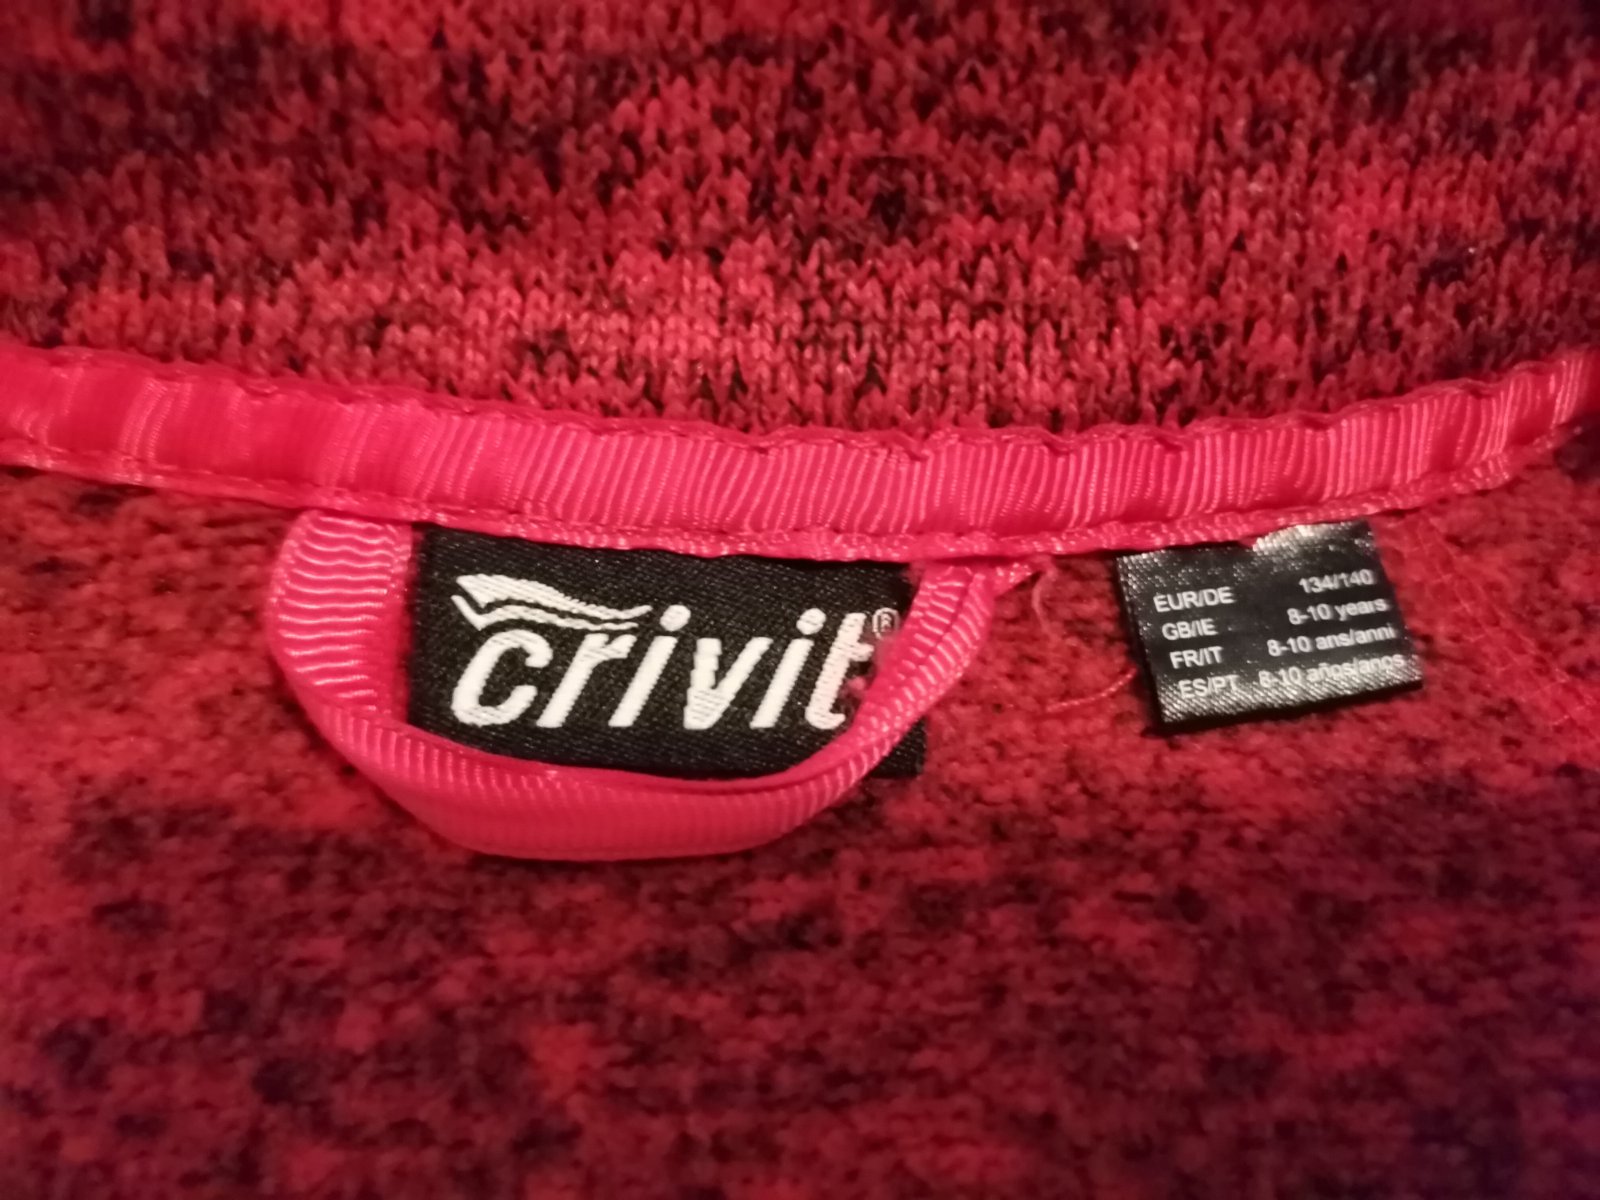 crivit®
EUR/DE 134/140
GB/IE 8-10 years
FR/IT 8-10 ans/anni
ES/PT 8-10 años/anos